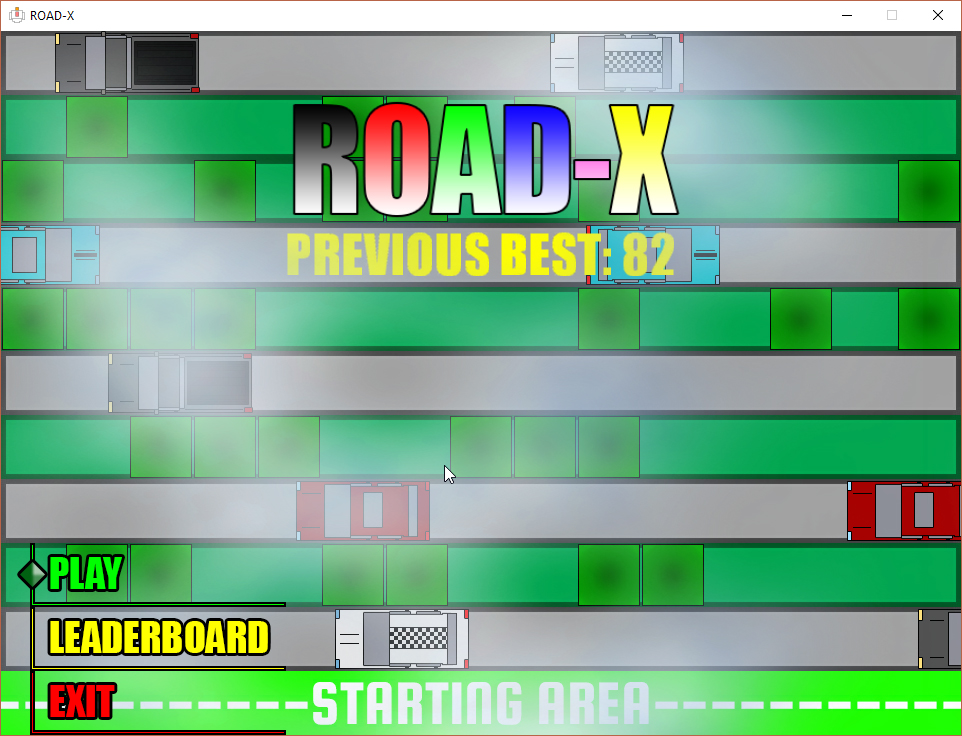 ROAD-X
ROAD-X
PREVIOUS BEST: 82
PLAY
LEADERBOARD
EXIT
STARTING AREA